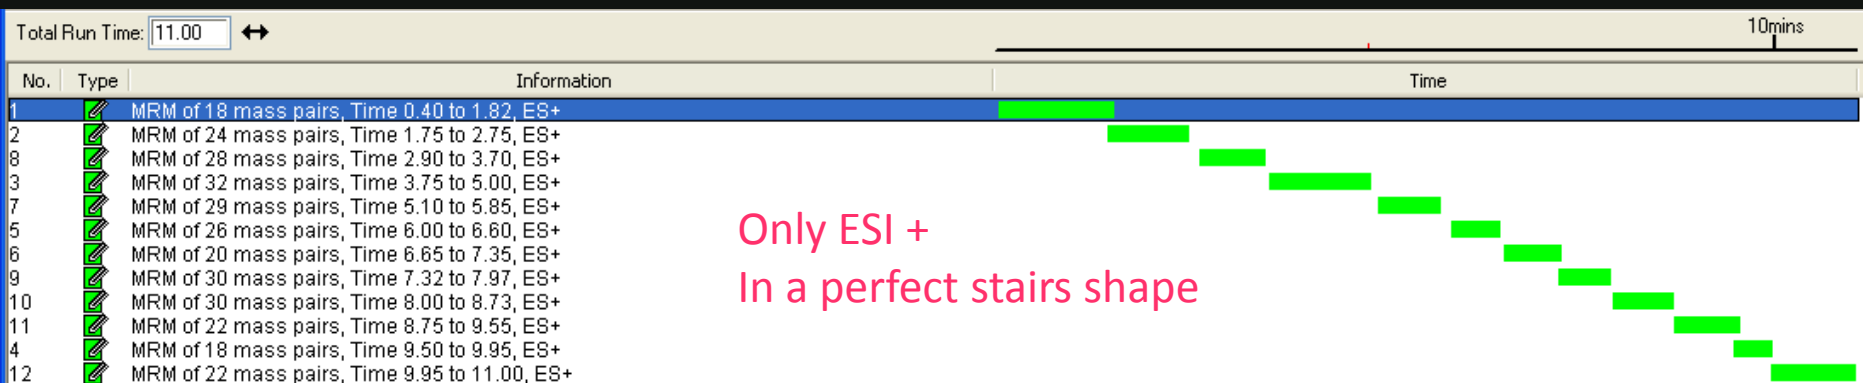 Total Run Time: 11.00 10mins
No. Type Information Time
1 MRM of 18 mass pairs, Time 0.40 to 1.82, ES+
2 MRM of 24 mass pairs, Time 1.75 to 2.75, ES+
8 MRM of 28 mass pairs, Time 2.90 to 3.70, ES+
3 MRM of 32 mass pairs, Time 3.75 to 5.00, ES+
7 MRM of 29 mass pairs, Time 5.10 to 5.85, ES+
5 MRM of 26 mass pairs, Time 6.00 to 6.60, ES+
6 MRM of 20 mass pairs, Time 6.65 to 7.35, ES+
9 MRM of 30 mass pairs, Time 7.32 to 7.97, ES+
10 MRM of 30 mass pairs, Time 8.00 to 8.73, ES+
11 MRM of 22 mass pairs, Time 8.75 to 9.55, ES+
4 MRM of 18 mass pairs, Time 9.50 to 9.95, ES+
12 MRM of 22 mass pairs, Time 9.95 to 11.00, ES+
Only ESI +
In a perfect stairs shape